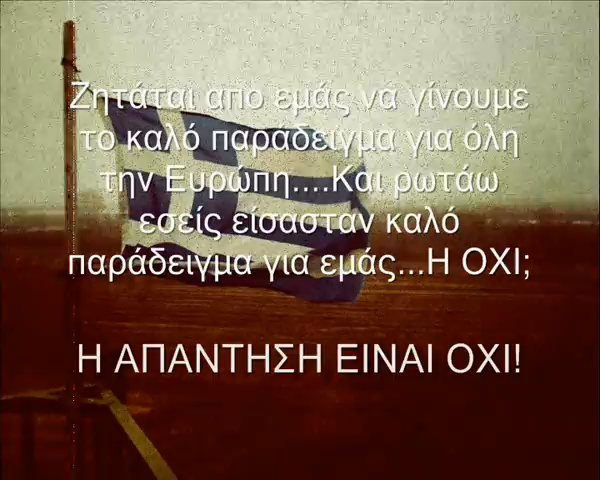 Ζητάται απο εμάς να γίνουμε
το καλό παράδειγμα για όλη
την Ευρώπη....Και ρωτάω
εσείς είσασταν καλό
παράδειγμα για εμάς...Η ΟΧΙ;
Η ΑΠΑΝΤΗΣΗ ΕΙΝΑΙ ΟΧΙ!